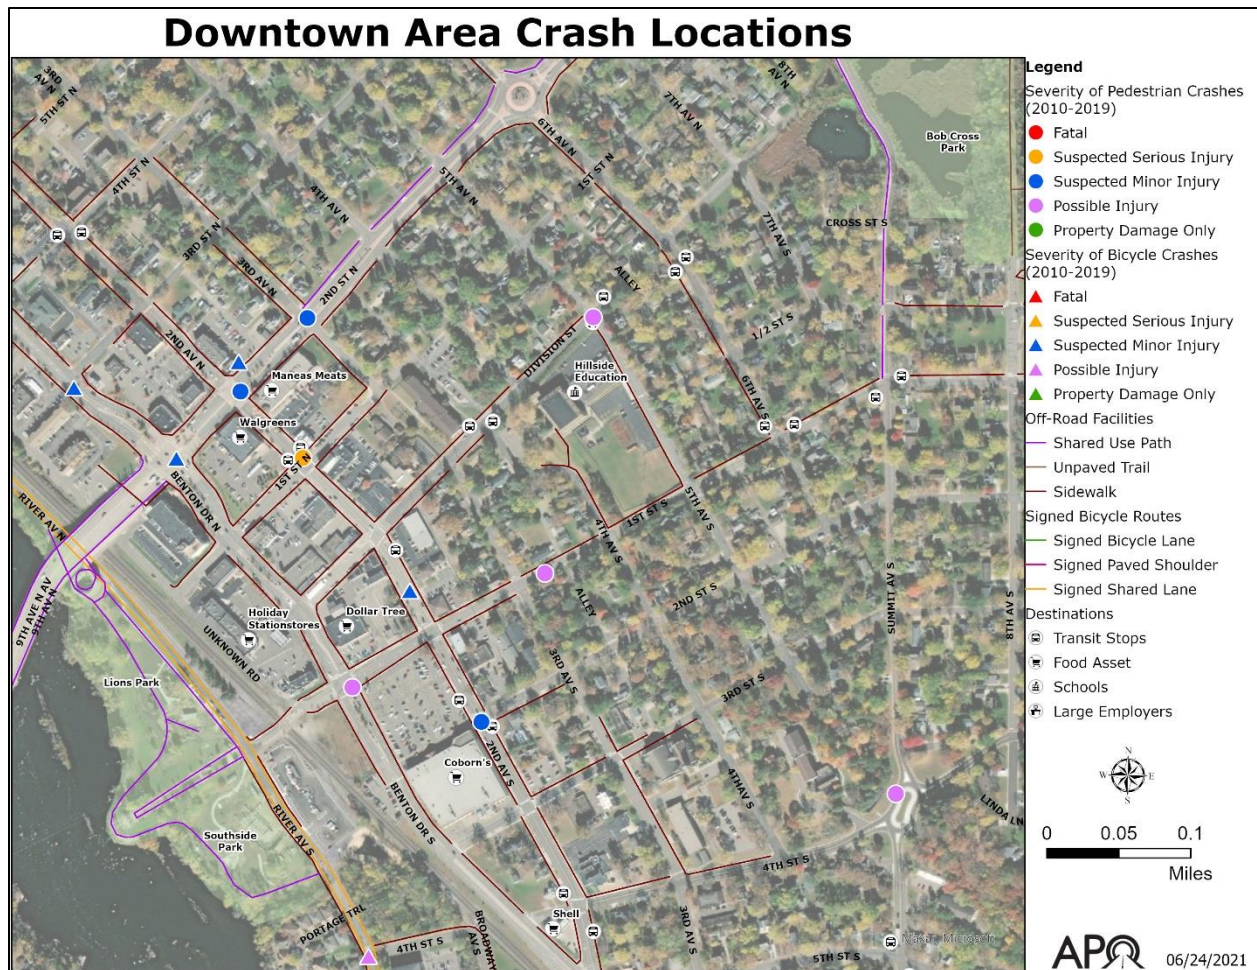 Downtown Area Crash Locations
3RD AV N
5TH ST N
8TH AV N
7TH AV N
6TH AV N
1ST ST N
Bob Cross Park
4TH ST N
5TH AV N
4TH AV N
3RD ST N
3RD AV N
2ND ST N
7TH AV S
CROSS ST S
ALLEY
2ND AV N
DIVISION ST
1/2 ST S
Maneas Meats
Hillside Education
6TH AV S
Walgreens
1ST ST N
BENTON DR N
RIVER AV N
5TH AV S
1ST ST S
4TH AV S
9TH AVE N AV
9TH AV N
Holiday Stationstores
Dollar Tree
ALLEY
2ND ST S
SUMMIT AV S
8TH AV S
UNKNOWN RD
Lions Park
3RD AV S
3RD ST S
Coborn's
2ND AV S
4TH AV S
BENTON DR S
RIVER AV S
Southside Park
LINDA LN
4TH ST S
PORTAGE TRL
4TH ST S
BROADWAY AV S
Shell
3RD AV S
5TH ST S
Maxar, Microsoft
Legend
Severity of Pedestrian Crashes
(2010-2019)
Fatal
Suspected Serious Injury
Suspected Minor Injury
Possible Injury
Property Damage Only
Severity of Bicycle Crashes
(2010-2019)
Fatal
Suspected Serious Injury
Suspected Minor Injury
Possible Injury
Property Damage Only
Off-Road Facilities
Shared Use Path
Unpaved Trail
Sidewalk
Signed Bicycle Routes
Signed Bicycle Lane
Signed Paved Shoulder
Signed Shared Lane
Destinations
Transit Stops
Food Asset
Schools
Large Employers
N
W E
S
0 0.05 0.1
Miles
APO
06/24/2021